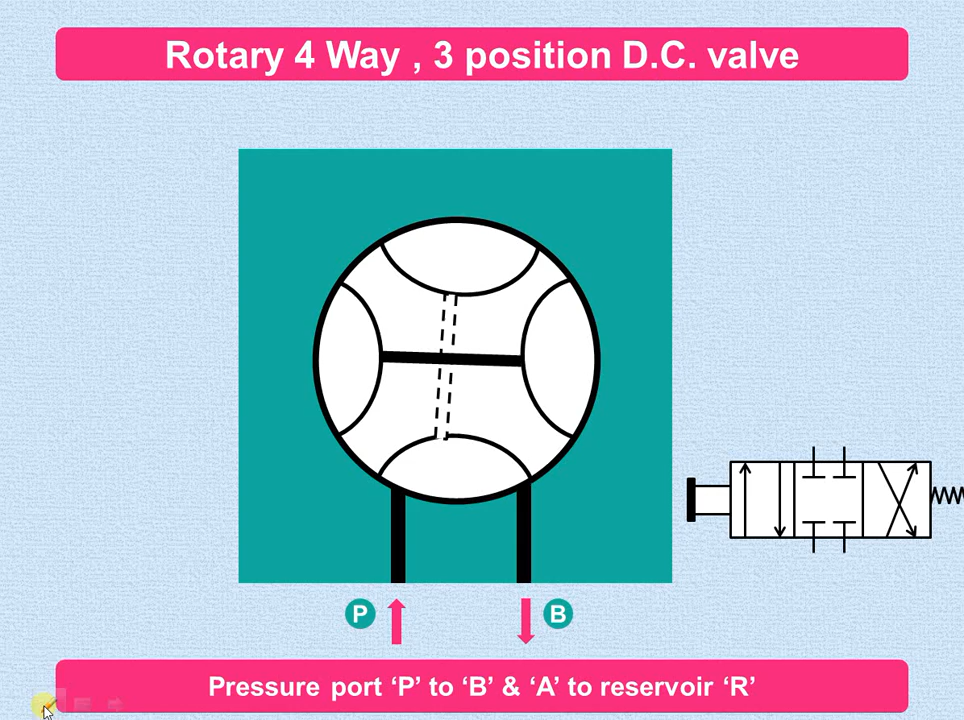 Rotary 4 Way , 3 position D.C. valve
P B
Pressure port ‘P’ to ‘B’ & ‘A’ to reservoir ‘R’